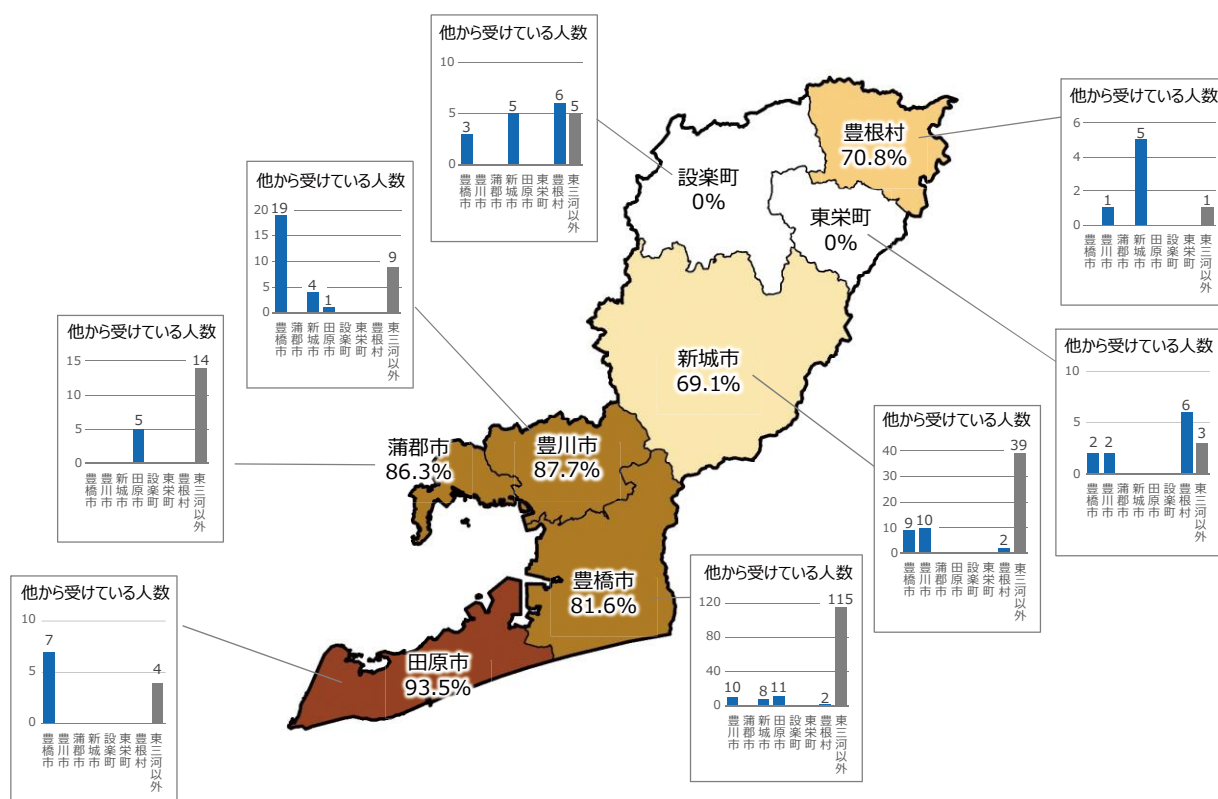 他から受けている人数
10
5
0
3
5
6
5
豊橋市
豊川市
蒲郡市
新城市
田原市
東栄町
豊根村
東三河以外
他から受けている人数
6
4
2
0
1
5
1
豊橋市
豊川市
蒲郡市
新城市
田原市
設楽町
東栄町
東三河以外
他から受けている人数
20
15
10
5
0
19
4
1
9
豊橋市
蒲郡市
新城市
田原市
設楽町
東栄町
豊根村
東三河以外
他から受けている人数
15
10
5
0
5
14
豊橋市
豊川市
新城市
田原市
設楽町
東栄町
豊根村
東三河以外
他から受けている人数
10
5
0
2
2
6
3
豊橋市
豊川市
蒲郡市
新城市
田原市
設楽町
豊根村
東三河以外
他から受けている人数
40
30
20
10
0
9
10
2
39
豊橋市
豊川市
蒲郡市
田原市
設楽町
東栄町
豊根村
東三河以外
他から受けている人数
120
80
40
0
10
8
11
2
115
豊川市
蒲郡市
新城市
田原市
設楽町
東栄町
豊根村
東三河以外
他から受けている人数
10
5
0
7
4
豊橋市
豊川市
蒲郡市
新城市
設楽町
東栄町
豊根村
東三河以外
豊根村
70.8%
設楽町
0%
東栄町
0%
新城市
69.1%
蒲郡市
86.3%
豊川市
87.7%
豊橋市
81.6%
田原市
93.5%